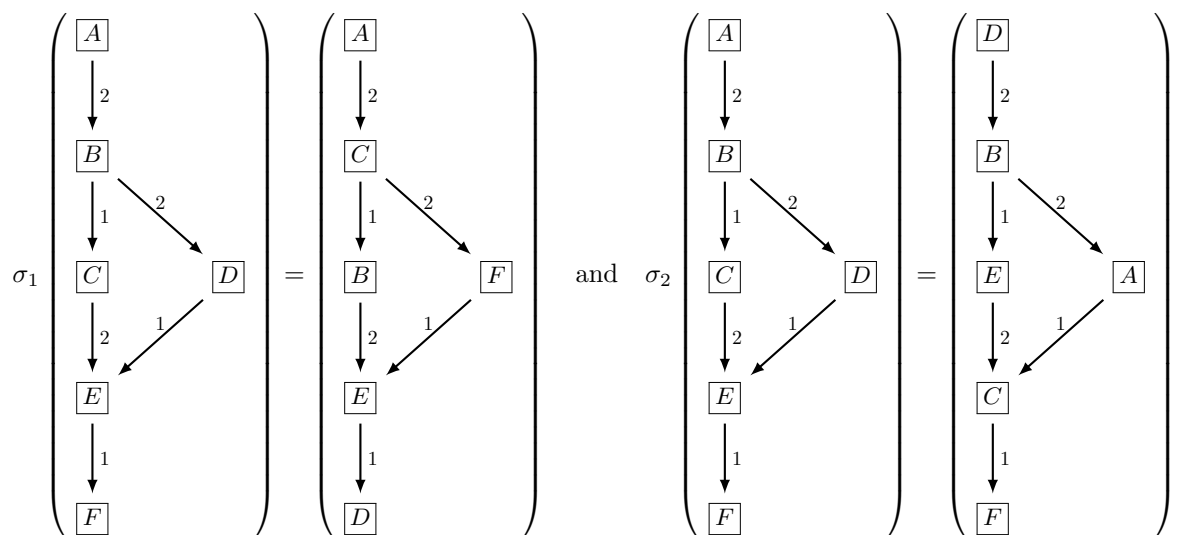 A A A D
2 2 2 2
B C B B
1 2 1 2 1 2 1 2
σ₁ C D = B F and σ₂ C D = E A
2 1 2 1 2 1 2 1
E E E C
1 1 1 1
F D F F